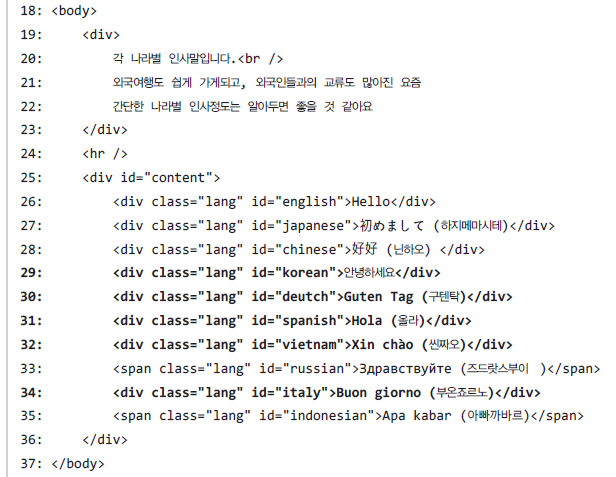 18: <body>
19:     <div>
20:         각 나라별 인사말입니다.<br />
21:         외국여행도 쉽게 가게되고, 외국인들과의 교류도 많아진 요즘
22:         간단한 나라별 인사정도는 알아두면 좋을 것 같아요
23:     </div>
24:     <hr />
25:     <div id="content">
26:         <div class="lang" id="english">Hello</div>
27:         <div class="lang" id="japanese">初めまして (하지메마시데)</div>
28:         <div class="lang" id="chinese">好好 (닌하오) </div>
29:         <div class="lang" id="korean">안녕하세요</div>
30:         <div class="lang" id="deutch">Guten Tag (구텐탁)</div>
31:         <div class="lang" id="spanish">Hola (올라)</div>
32:         <div class="lang" id="vietnam">Xin chào (씬짜오)</div>
33:         <span class="lang" id="russian">Здравствуйте (즈드랏스부이  )</span>
34:         <div class="lang" id="italy">Buon giorno (부온죠르노)</div>
35:         <span class="lang" id="indonesian">Apa kabar (아빠까바르)</span>
36:     </div>
37: </body>